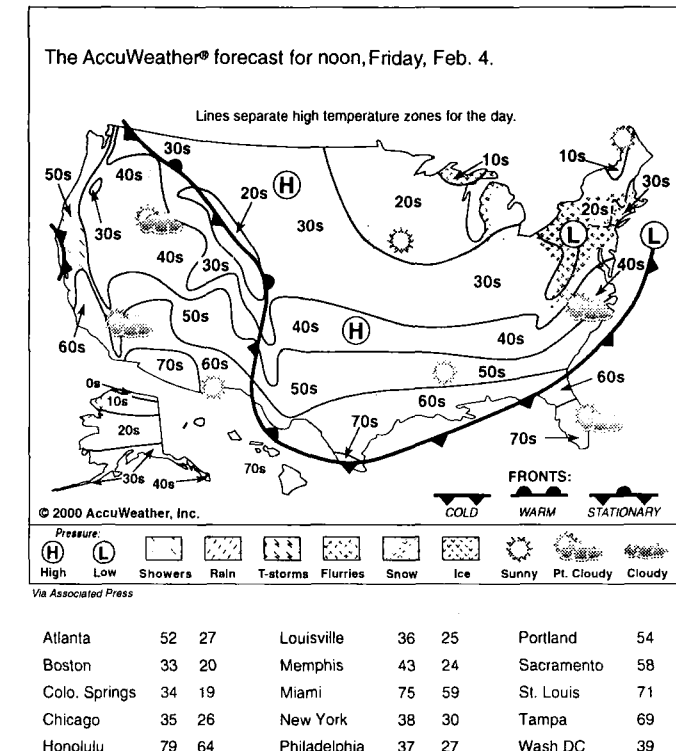 The AccuWeather® forecast for noon, Friday, Feb. 4.
Lines separate high temperature zones for the day.
30s
10s
10s
50s
40s
20s
H
30s
20s
20s
30s
30s
L
L
40s
30s
40s
30s
50s
40s
H
40s
60s
70s
60s
50s
50s
60s
60s
0s
10s
20s
70s
70s
70s
30s
40s
FRONTS:
COLD WARM STATIONARY
© 2000 AccuWeather, Inc.
Pressure:
H L
High Low Showers Rain T-storms Flurries Snow Ice Sunny Pt. Cloudy Cloudy
Via Associated Press
Atlanta 52 27 Louisville 36 25 Portland 54
Boston 33 20 Memphis 43 24 Sacramento 58
Colo. Springs 34 19 Miami 75 59 St. Louis 71
Chicago 35 26 New York 38 30 Tampa 69
Honolulu 79 64 Philadelphia 37 27 Wash DC 39